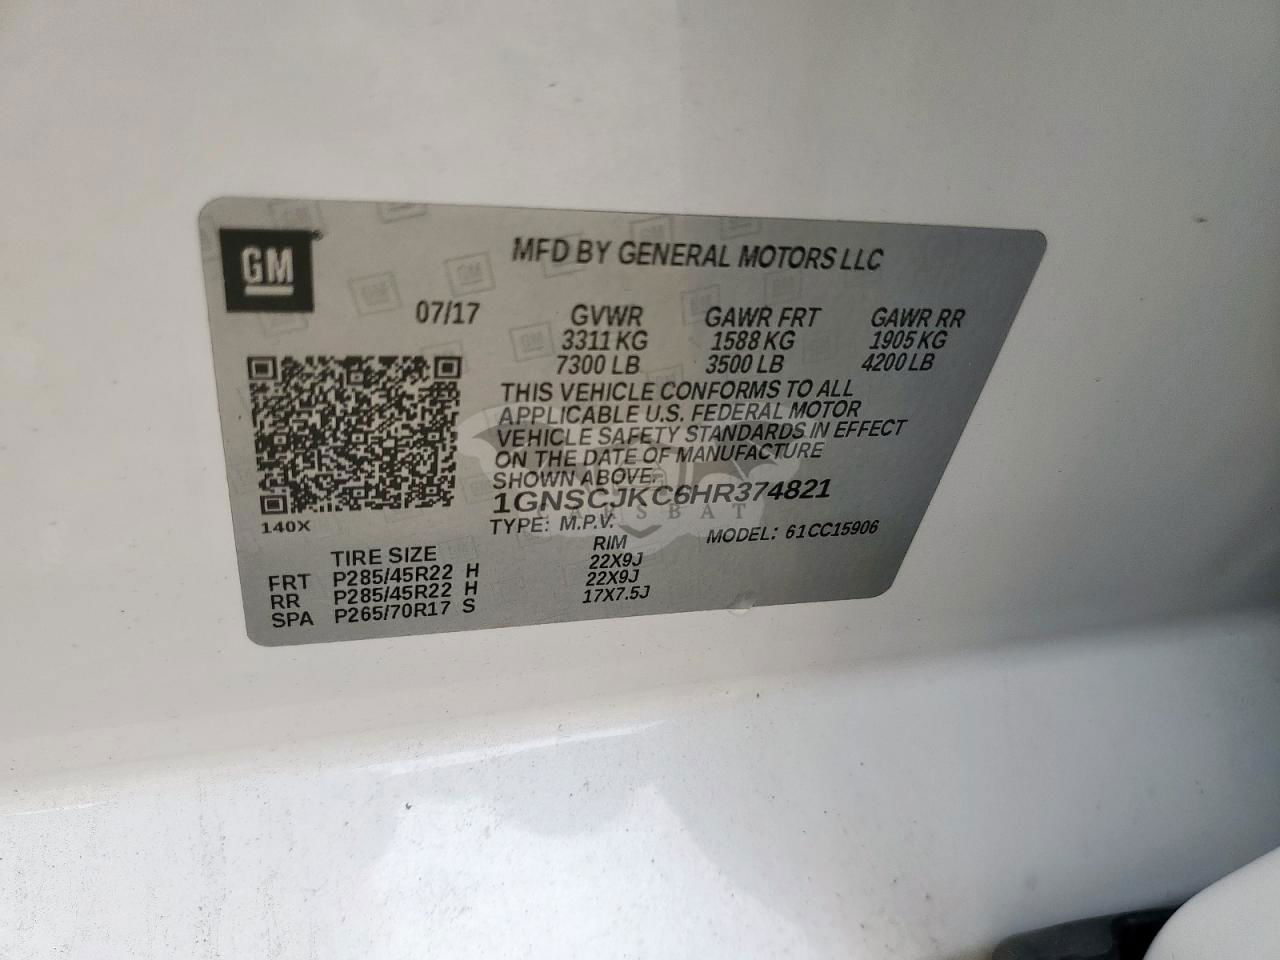 GM
MFD BY GENERAL MOTORS LLC
07/17 GVWR GAWR FRT GAWR RR
3311 KG 1588 KG 1905 KG
7300 LB 3500 LB 4200 LB
THIS VEHICLE CONFORMS TO ALL
APPLICABLE U.S. FEDERAL MOTOR
VEHICLE SAFETY STANDARDS IN EFFECT
ON THE DATE OF MANUFACTURE
SHOWN ABOVE.
1GNSCJKC6HR374821
CARSBAT
140X
TYPE: M.P.V. MODEL: 61CC15906
TIRE SIZE RIM
FRT P285/45R22 H 22X9J
RR P285/45R22 H 22X9J
SPA P265/70R17 S 17X7.5J